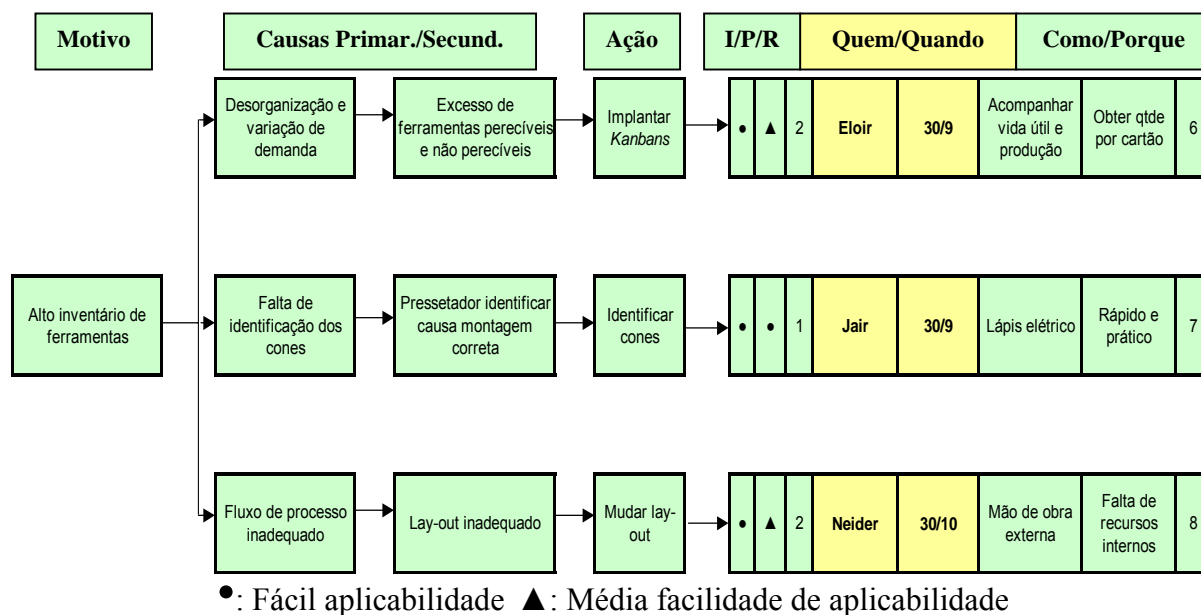 Motivo
Causas Primar./Secund.
Ação
I/P/R
Quem/Quando
Como/Porque
Desorganização e
variação de
demanda
Excesso de
ferramentas perecíveis
e não perecíveis
Implantar
Kanbans
●
▲
2
Eloir
30/9
Acompanhar
vida útil e
produção
Obter qtde
por cartão
6
Alto inventário de
ferramentas
Falta de
identificação dos
cones
Pressetador identificar
causa montagem
correta
Identificar
cones
●
●
1
Jair
30/9
Lápis elétrico
Rápido e
prático
7
Fluxo de processo
inadequado
Lay-out inadequado
Mudar lay-
out
●
▲
2
Neider
30/10
Mão de obra
externa
Falta de
recursos
internos
8
●: Fácil aplicabilidade ▲: Média facilidade de aplicabilidade